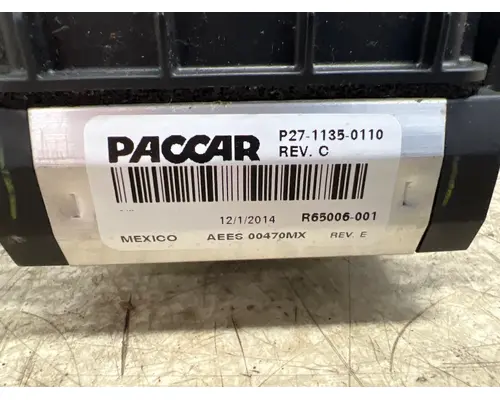 PACCAR P27-1135-0110
REV. C
12/1/2014 R65006-001
MEXICO AEES 00470MX REV. E